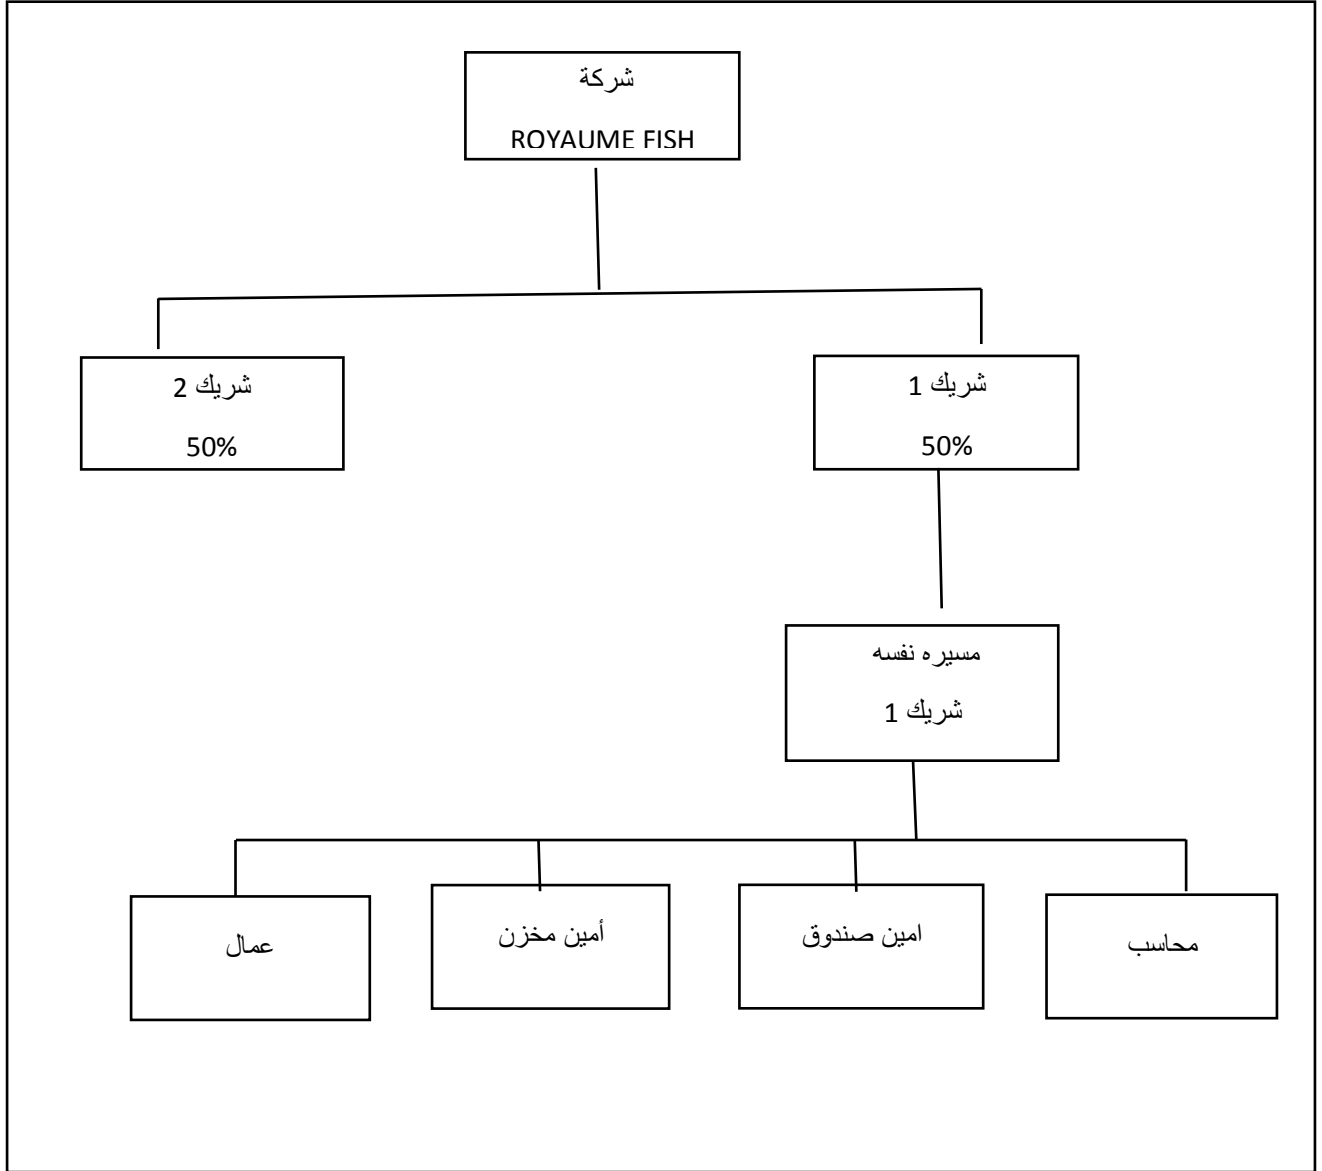 شركة
ROYAUME FISH
شريك 1
50%
شريك 2
50%
مسيره نفسه
شريك 1
محاسب
امين صندوق
أمين مخزن
عمال